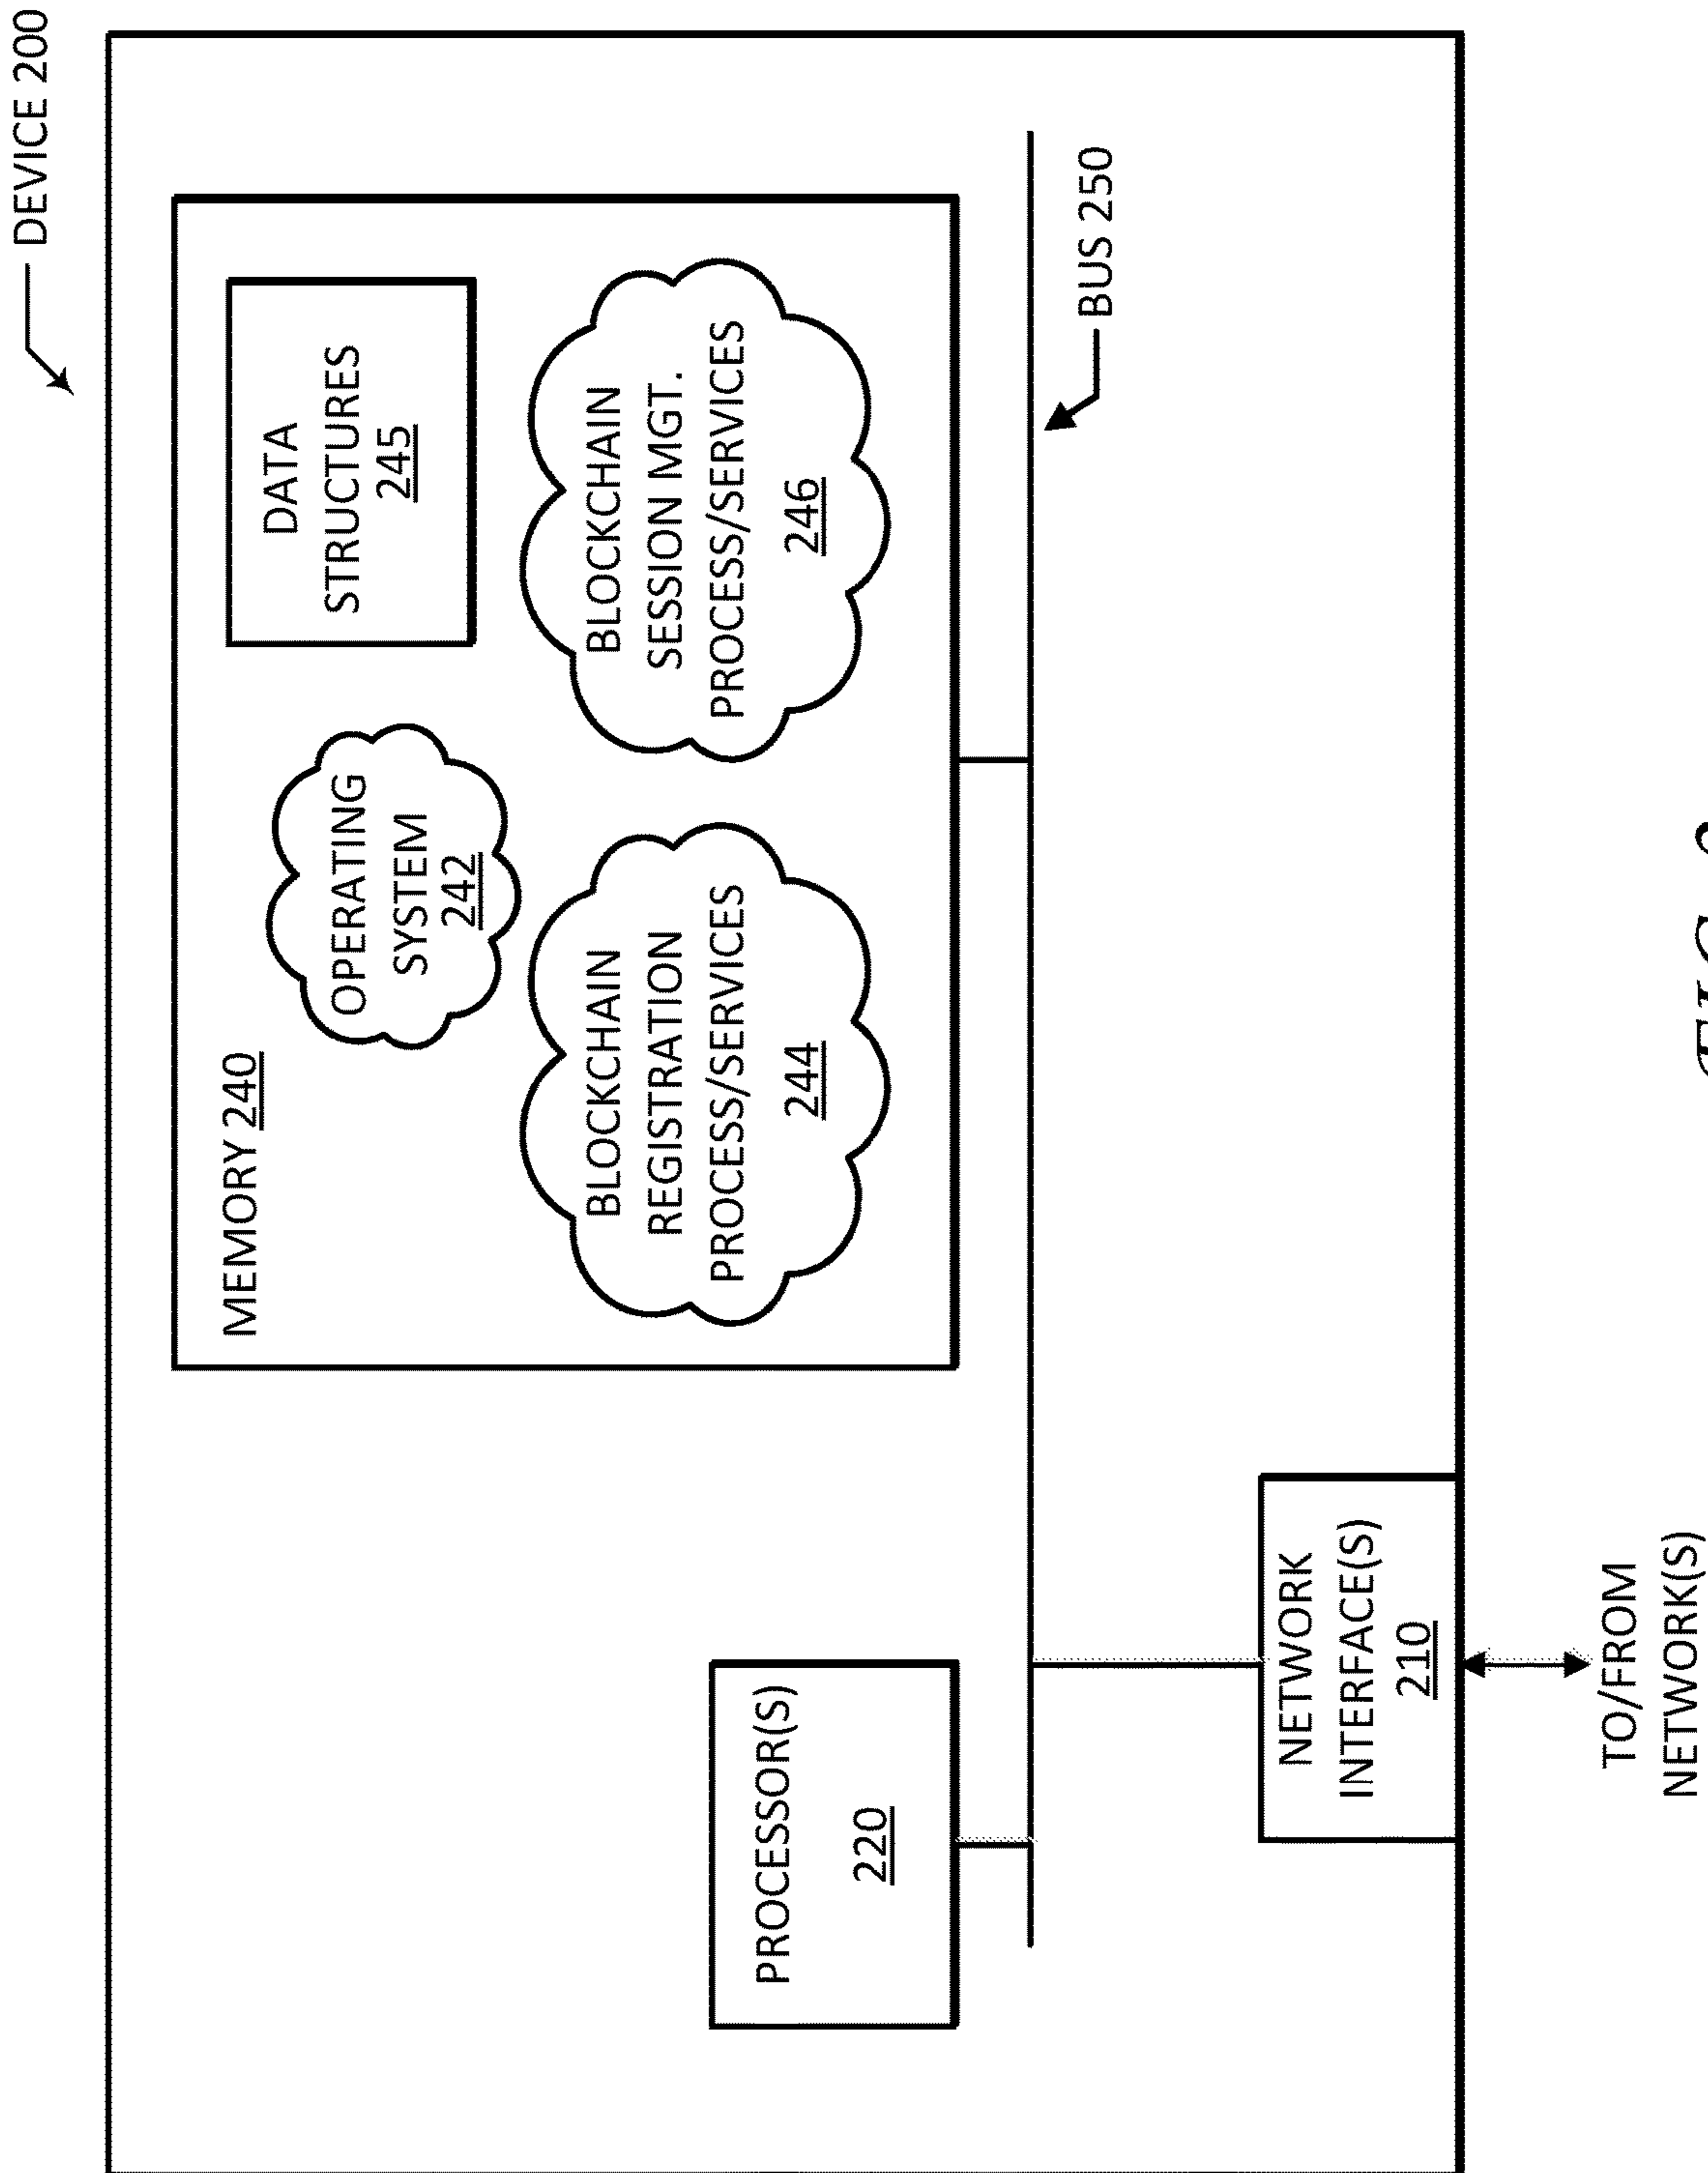 DEVICE 200
MEMORY 240
OPERATING
SYSTEM
242
DATA
STRUCTURES
245
BLOCKCHAIN
REGISTRATION
PROCESS/SERVICES
244
BLOCKCHAIN
SESSION MGT.
PROCESS/SERVICES
246
PROCESSOR(S)
220
BUS 250
NETWORK
INTERFACE(S)
210
TO/FROM
NETWORK(S)